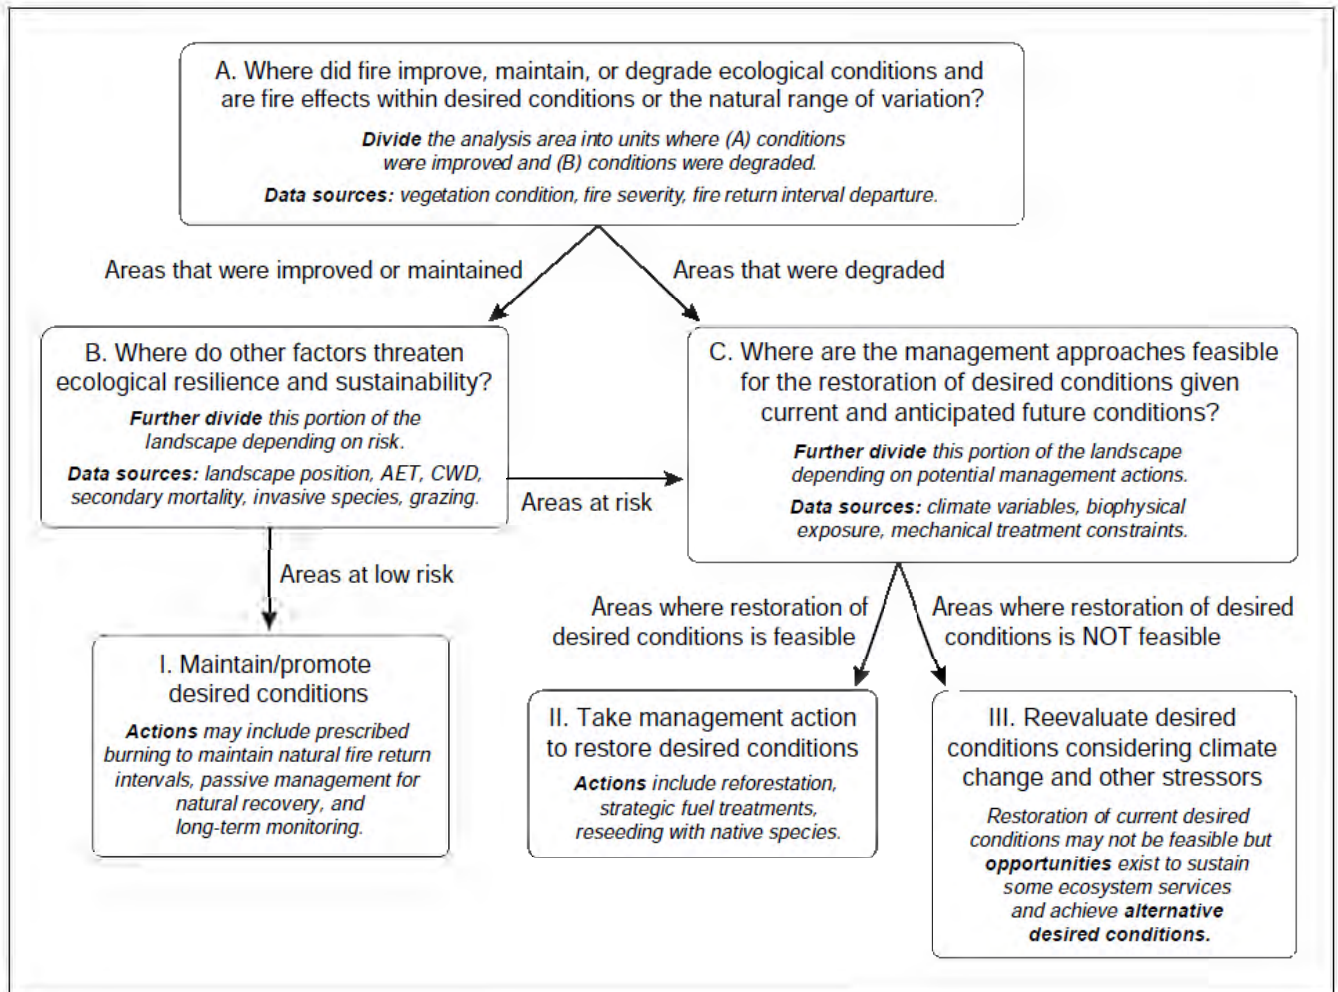 A. Where did fire improve, maintain, or degrade ecological conditions and
are fire effects within desired conditions or the natural range of variation?
Divide the analysis area into units where (A) conditions
were improved and (B) conditions were degraded.
Data sources: vegetation condition, fire severity, fire return interval departure.
Areas that were improved or maintained
Areas that were degraded
B. Where do other factors threaten
ecological resilience and sustainability?
Further divide this portion of the
landscape depending on risk.
Data sources: landscape position, AET, CWD,
secondary mortality, invasive species, grazing.
Areas at risk
C. Where are the management approaches feasible
for the restoration of desired conditions given
current and anticipated future conditions?
Further divide this portion of the landscape
depending on potential management actions.
Data sources: climate variables, biophysical
exposure, mechanical treatment constraints.
Areas at low risk
Areas where restoration of
desired conditions is feasible
Areas where restoration of desired
conditions is NOT feasible
I. Maintain/promote
desired conditions
Actions may include prescribed
burning to maintain natural fire return
intervals, passive management for
natural recovery, and
long-term monitoring.
II. Take management action
to restore desired conditions
Actions include reforestation,
strategic fuel treatments,
reseeding with native species.
III. Reevaluate desired
conditions considering climate
change and other stressors
Restoration of current desired
conditions may not be feasible but
opportunities exist to sustain
some ecosystem services
and achieve alternative
desired conditions.